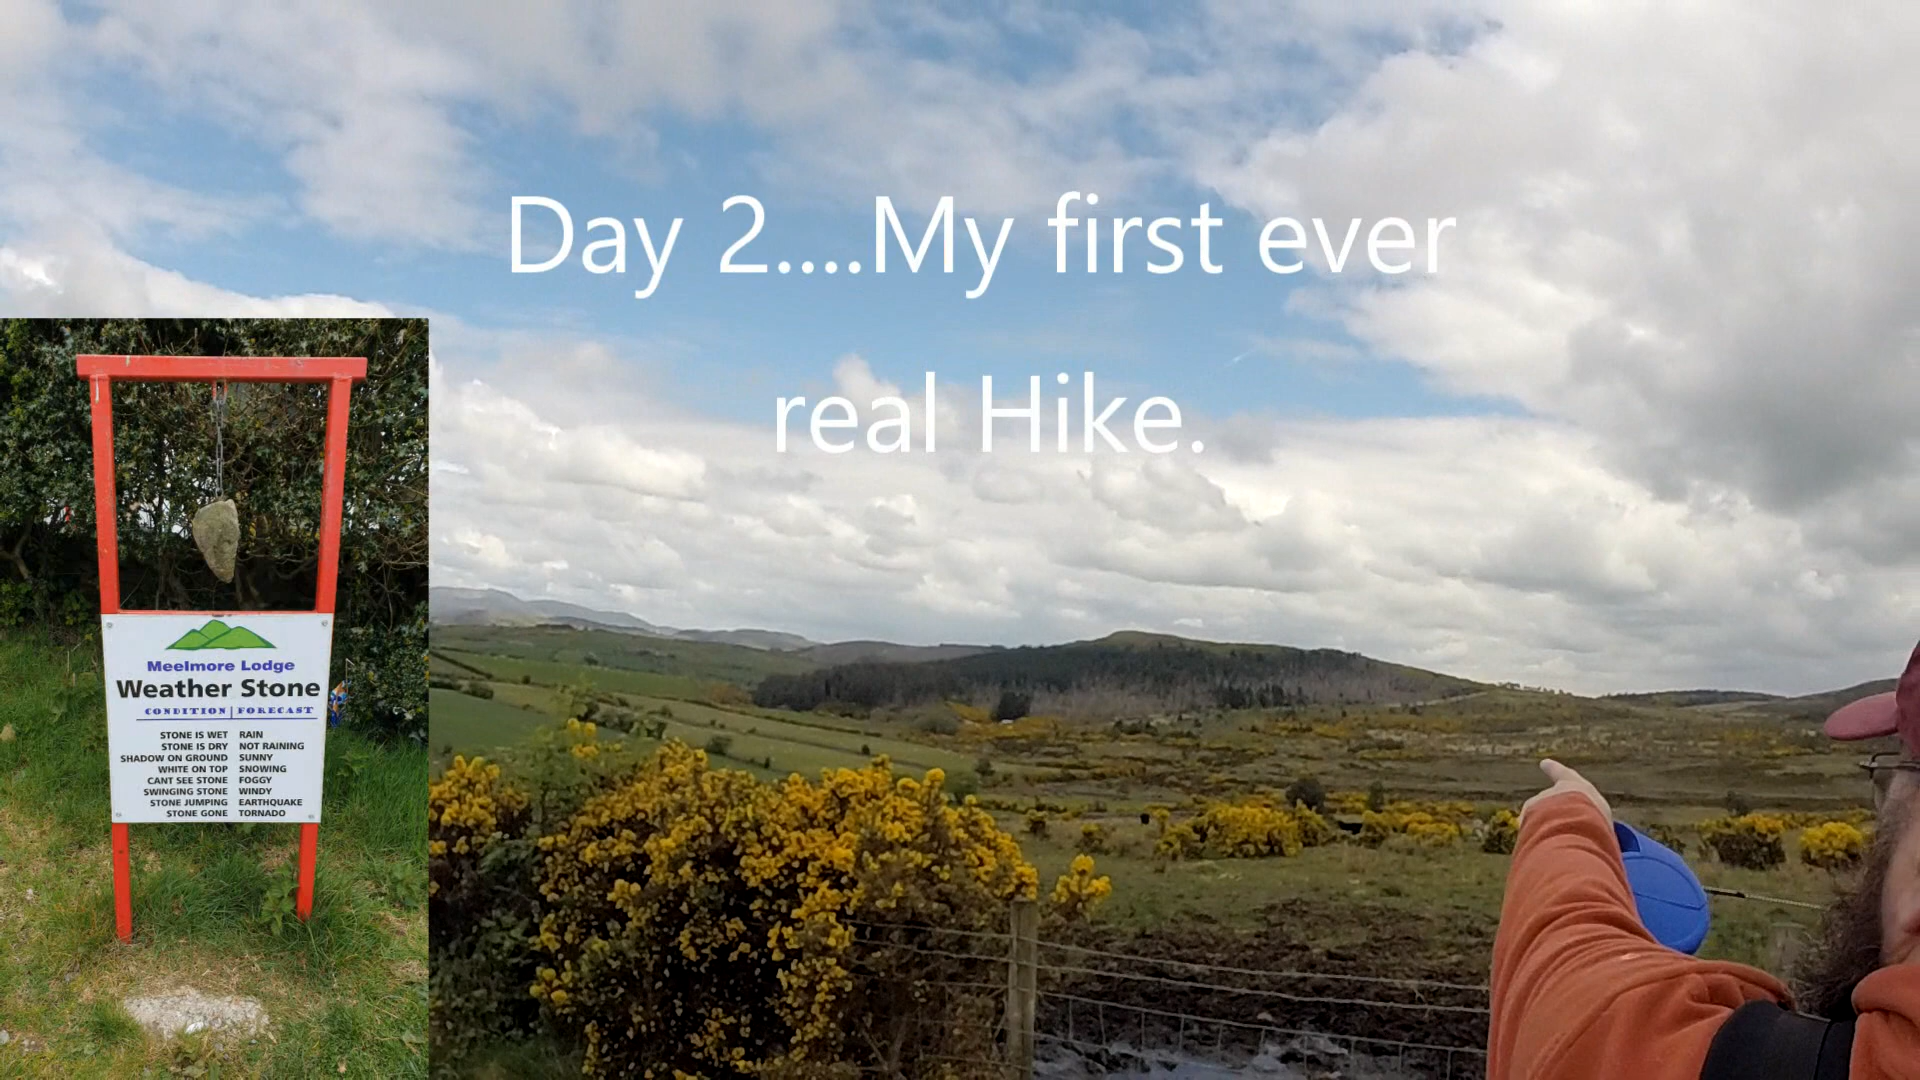 Day 2....My first ever
real Hike.
Meelmore Lodge
Weather Stone
CONDITION | FORECAST
STONE IS WET RAIN
STONE IS DRY NOT RAINING
SHADOW ON GROUND SUNNY
WHITE ON TOP SNOWING
CANT SEE STONE FOGGY
SWINGING STONE WINDY
STONE JUMPING EARTHQUAKE
STONE GONE TORNADO